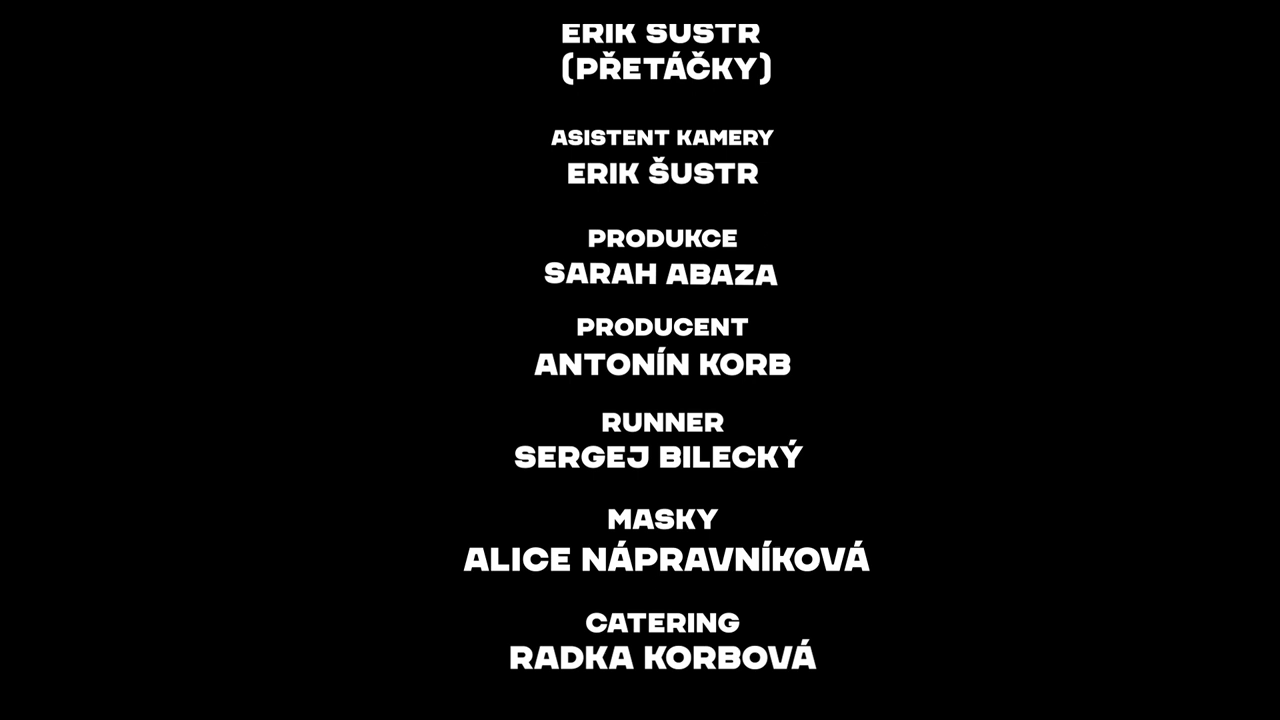 ERIK ŠUSTR
(PŘETÁČKY)
ASISTENT KAMERY
ERIK ŠUSTR
PRODUKCE
SARAH ABAZA
PRODUCENT
ANTONÍN KORB
RUNNER
SERGEJ BILECKÝ
MASKY
ALICE NÁPRAVNÍKOVÁ
CATERING
RADKA KORBOVÁ